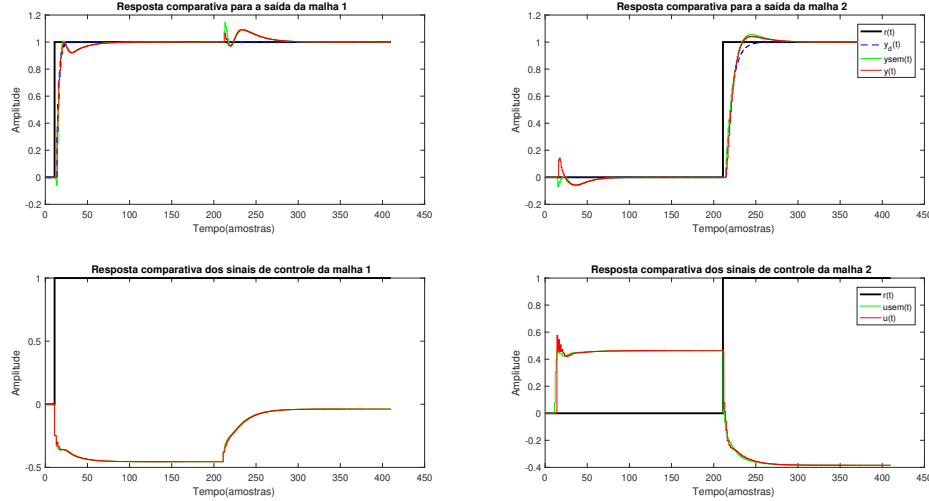 Resposta comparativa para a saída da malha 1
Amplitude
1.2
1
0.8
0.6
0.4
0.2
0
-0.2
0 50 100 150 200 250 300 350 400 450
Tempo(amostras)
Resposta comparativa para a saída da malha 2
Amplitude
1.2
1
0.8
0.6
0.4
0.2
0
-0.2
0 50 100 150 200 250 300 350 400 450
Tempo(amostras)
r(t)
y_d(t)
ysem(t)
y(t)
Resposta comparativa dos sinais de controle da malha 1
Amplitude
1
0.5
0
-0.5
0 50 100 150 200 250 300 350 400 450
Tempo(amostras)
Resposta comparativa dos sinais de controle da malha 2
Amplitude
1
0.8
0.6
0.4
0.2
0
-0.2
-0.4
0 50 100 150 200 250 300 350 400 450
Tempo(amostras)
r(t)
usem(t)
u(t)